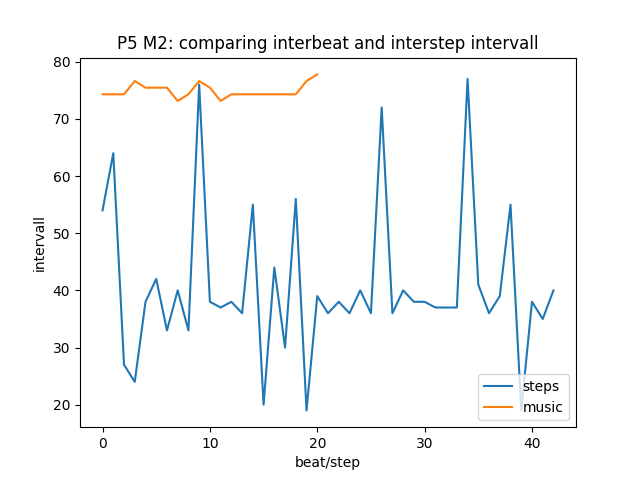 P5 M2: comparing interbeat and interstep intervall
80
70
60
50
40
30
20
intervall
0
10
20
30
40
beat/step
steps
music